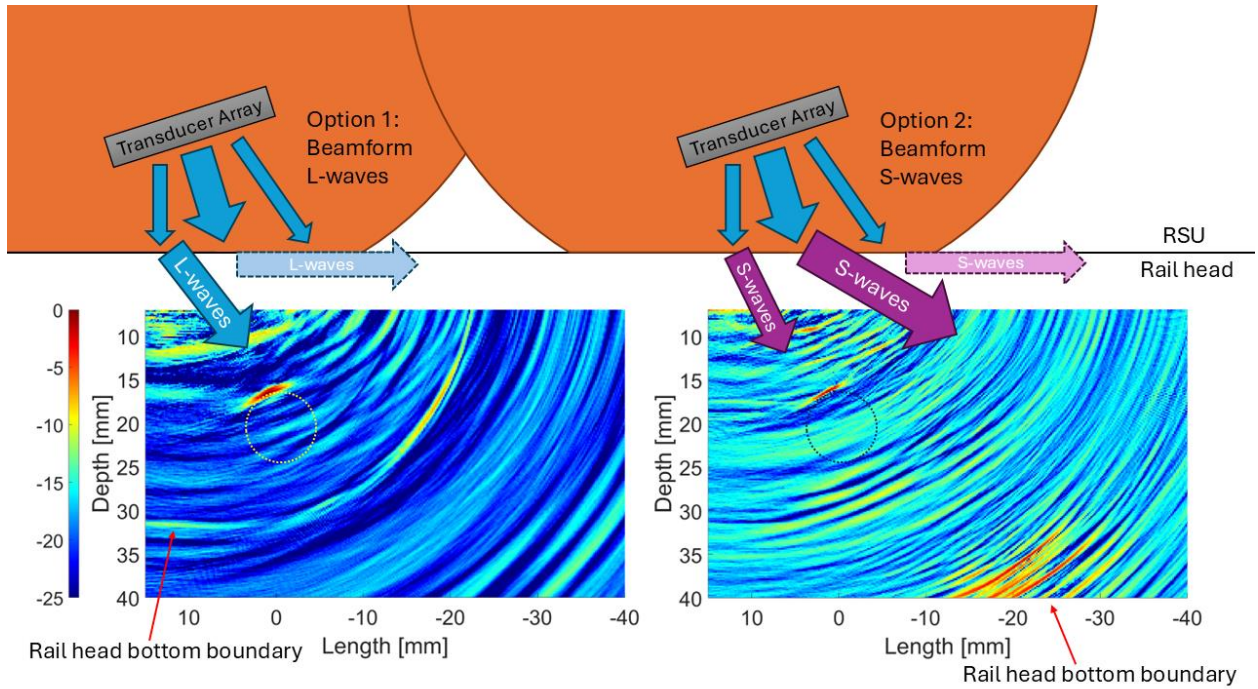 Transducer Array
Option 1:
Beamform
L-waves
Transducer Array
Option 2:
Beamform
S-waves
RSU
Rail head
L-waves
L-waves
S-waves
S-waves
S-waves
0
-5
-10
-15
-20
-25
Depth [mm]
10
15
20
25
30
35
40
10
0
-10
-20
-30
-40
Length [mm]
Rail head bottom boundary
Depth [mm]
10
15
20
25
30
35
40
10
0
-10
-20
-30
-40
Length [mm]
Rail head bottom boundary